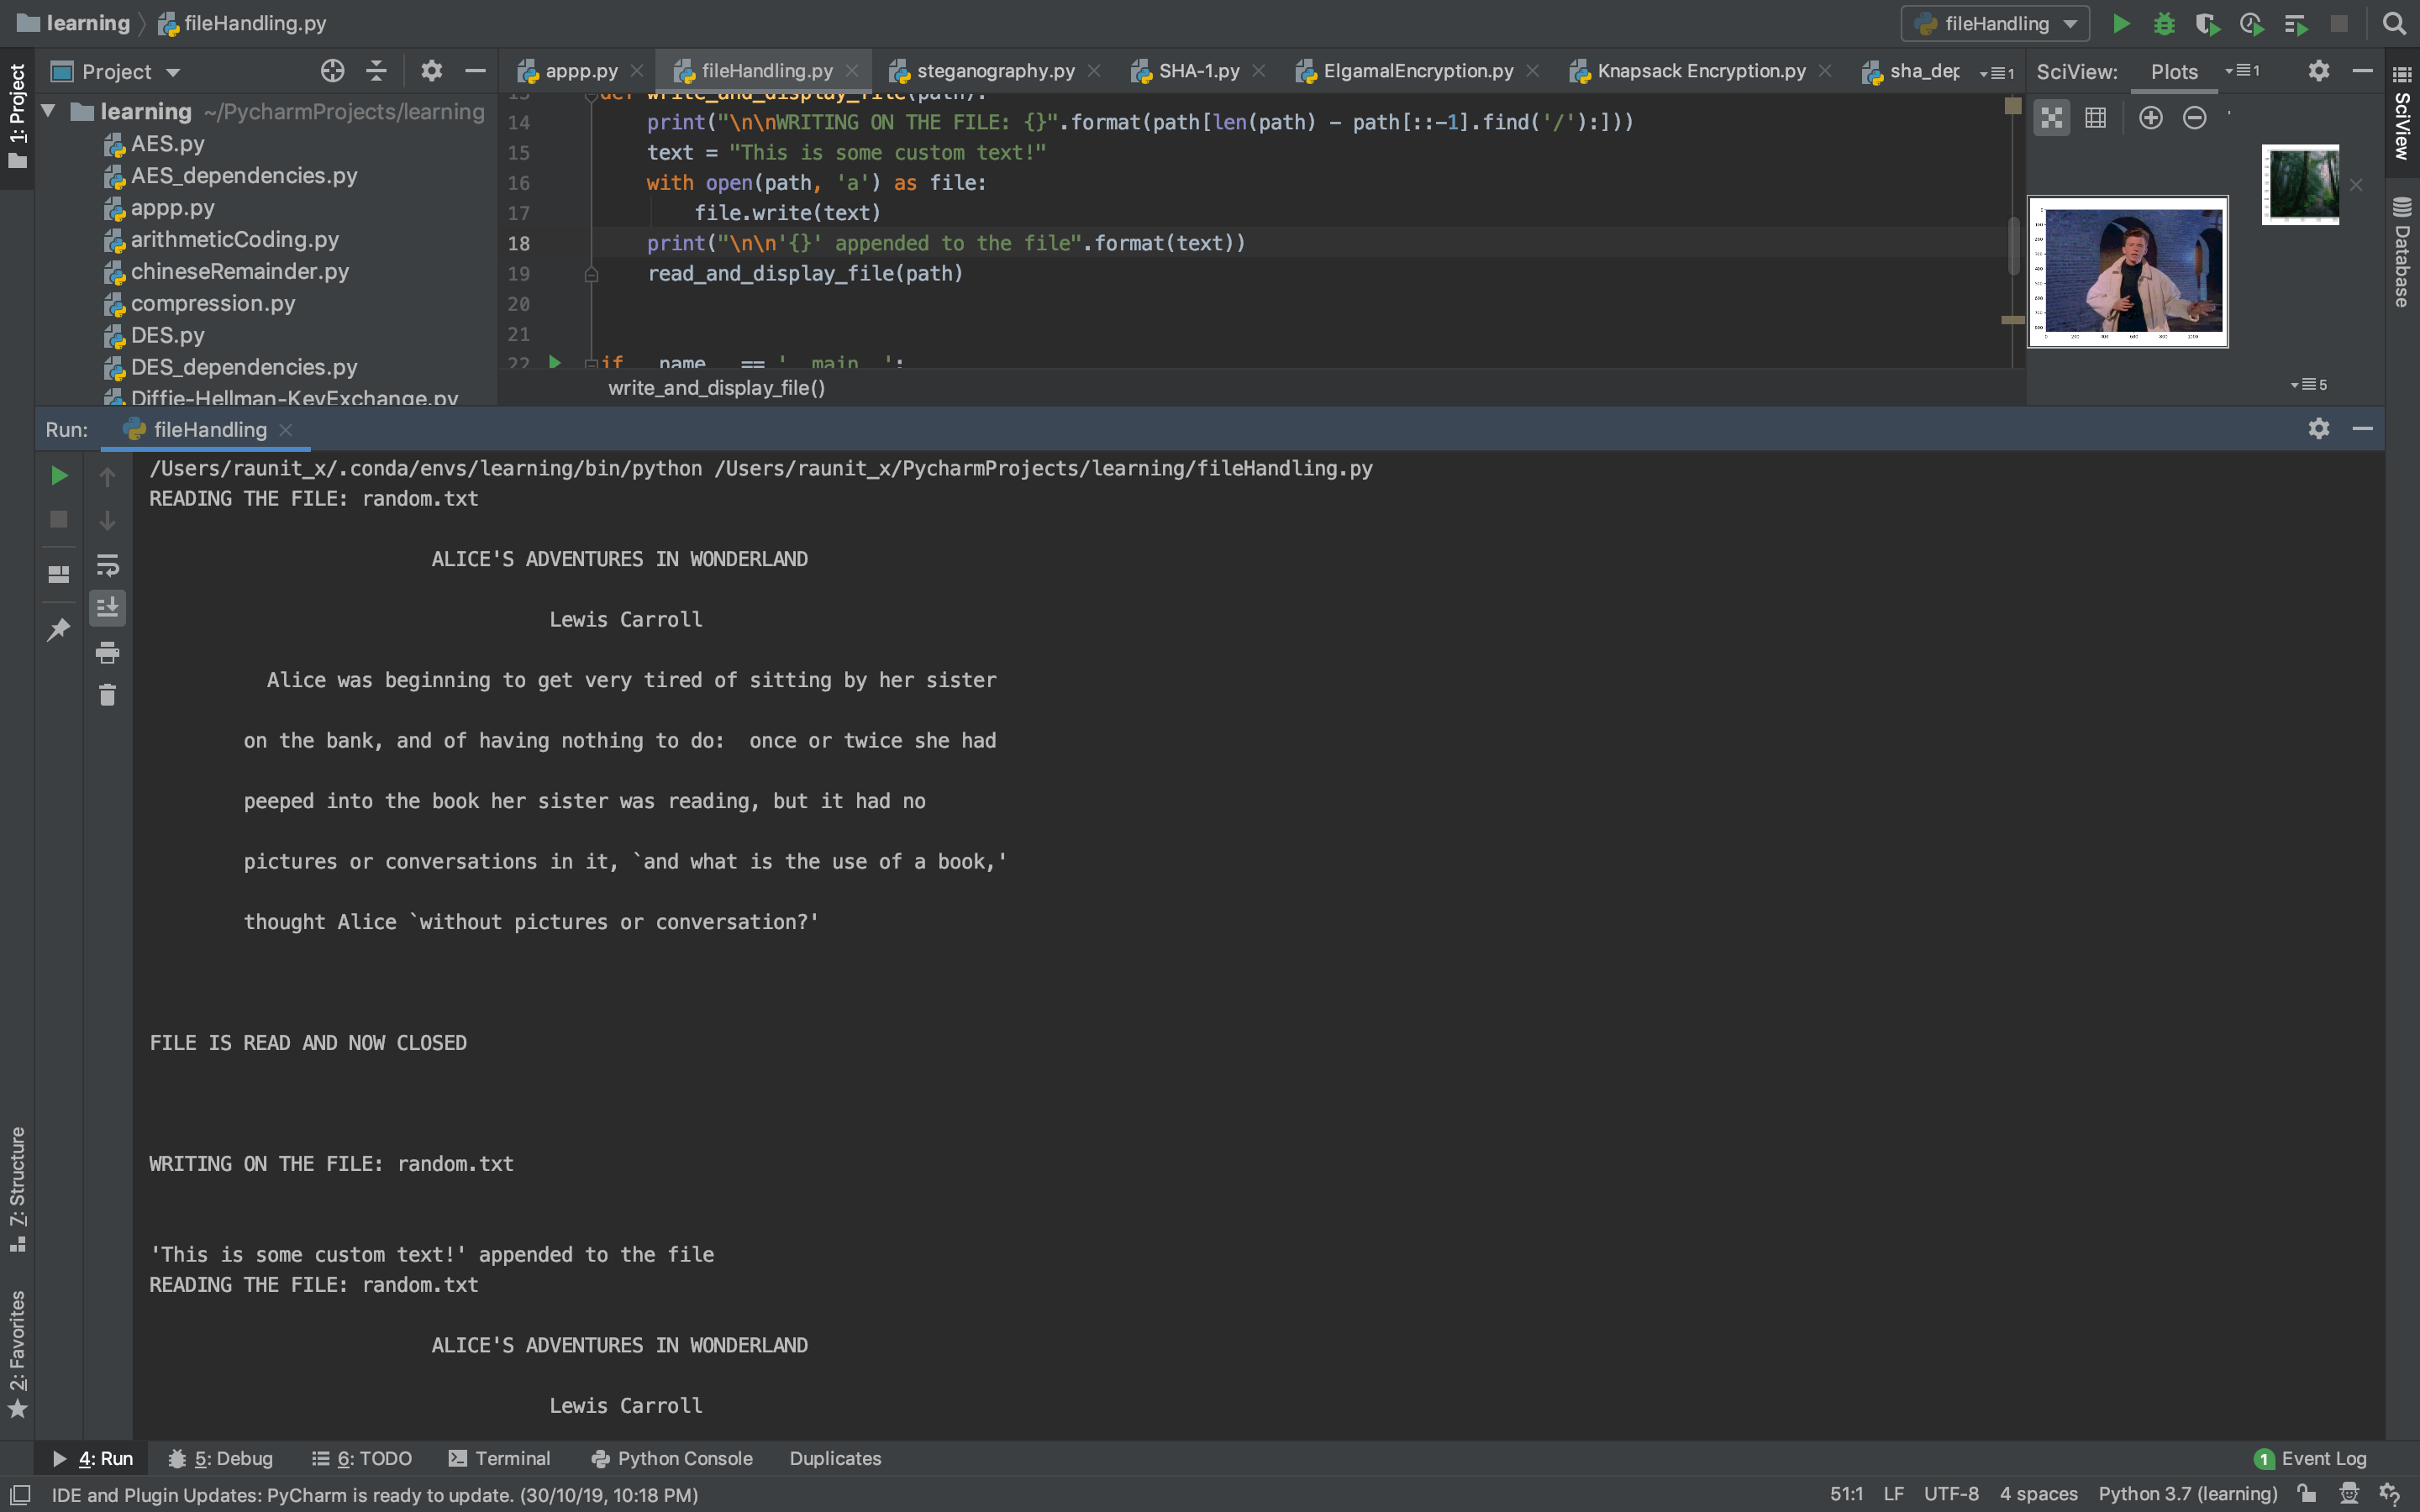 learning fileHandling.py fileHandling
1: Project
Project
appp.py fileHandling.py steganography.py SHA-1.py ElgamalEncryption.py Knapsack Encryption.py sha_dep 1
SciView: Plots 1
learning ~/PycharmProjects/learning
AES.py
AES_dependencies.py
appp.py
arithmeticCoding.py
chineseRemainder.py
compression.py
DES.py
DES_dependencies.py
Diffie-Hellman-KeyExchange.py
13 def write_and_display_file(path):
14 print("\n\nWRITING ON THE FILE: {}".format(path[len(path) - path[::-1].find('/'):]))
15 text = "This is some custom text!"
16 with open(path, 'a') as file:
17 file.write(text)
18 print("\n\n'{}' appended to the file".format(text))
19 read_and_display_file(path)
20
21
22 if __name__ == '__main__':
write_and_display_file()
5
SciView
Database
Run: fileHandling
/Users/raunit_x/.conda/envs/learning/bin/python /Users/raunit_x/PycharmProjects/learning/fileHandling.py
READING THE FILE: random.txt
ALICE'S ADVENTURES IN WONDERLAND
Lewis Carroll
Alice was beginning to get very tired of sitting by her sister
on the bank, and of having nothing to do:  once or twice she had
peeped into the book her sister was reading, but it had no
pictures or conversations in it, `and what is the use of a book,'
thought Alice `without pictures or conversation?'
FILE IS READ AND NOW CLOSED
WRITING ON THE FILE: random.txt
'This is some custom text!' appended to the file
READING THE FILE: random.txt
ALICE'S ADVENTURES IN WONDERLAND
Lewis Carroll
7: Structure
2: Favorites
4: Run 5: Debug 6: TODO Terminal Python Console Duplicates 1 Event Log
IDE and Plugin Updates: PyCharm is ready to update. (30/10/19, 10:18 PM) 51:1 LF UTF-8 4 spaces Python 3.7 (learning)